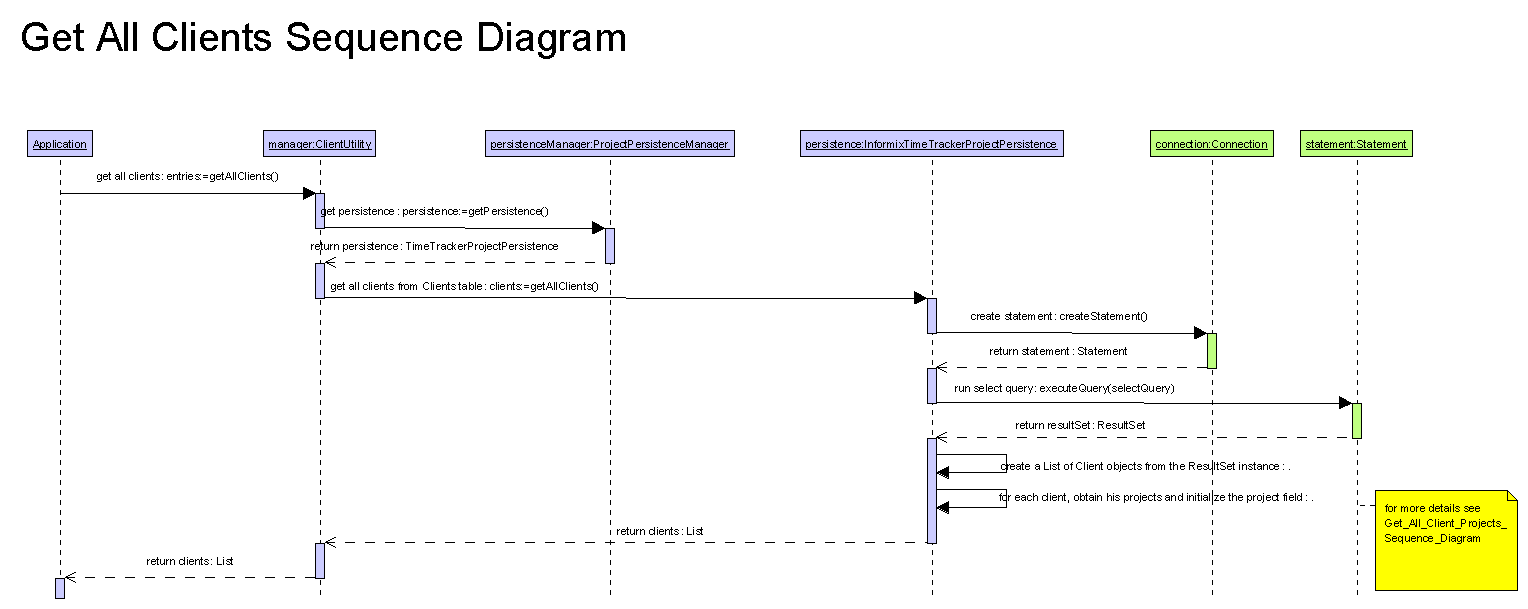 Get All Clients Sequence Diagram
Application
manager:ClientUtility
persistenceManager:ProjectPersistenceManager
persistence:InformixTimeTrackerProjectPersistence
connection:Connection
statement:Statement
get all clients: entries:=getAllClients()
get persistence : persistence:=getPersistence()
return persistence : TimeTrackerProjectPersistence
get all clients from Clients table : clients:=getAllClients()
create statement : createStatement()
return statement : Statement
run select query: executeQuery(selectQuery)
return resultSet: ResultSet
create a List of Client objects from the ResultSet instance : .
for each client, obtain his projects and initialize the project field : .
for more details see
Get_All_Client_Projects_
Sequence_Diagram
return clients : List
return clients: List